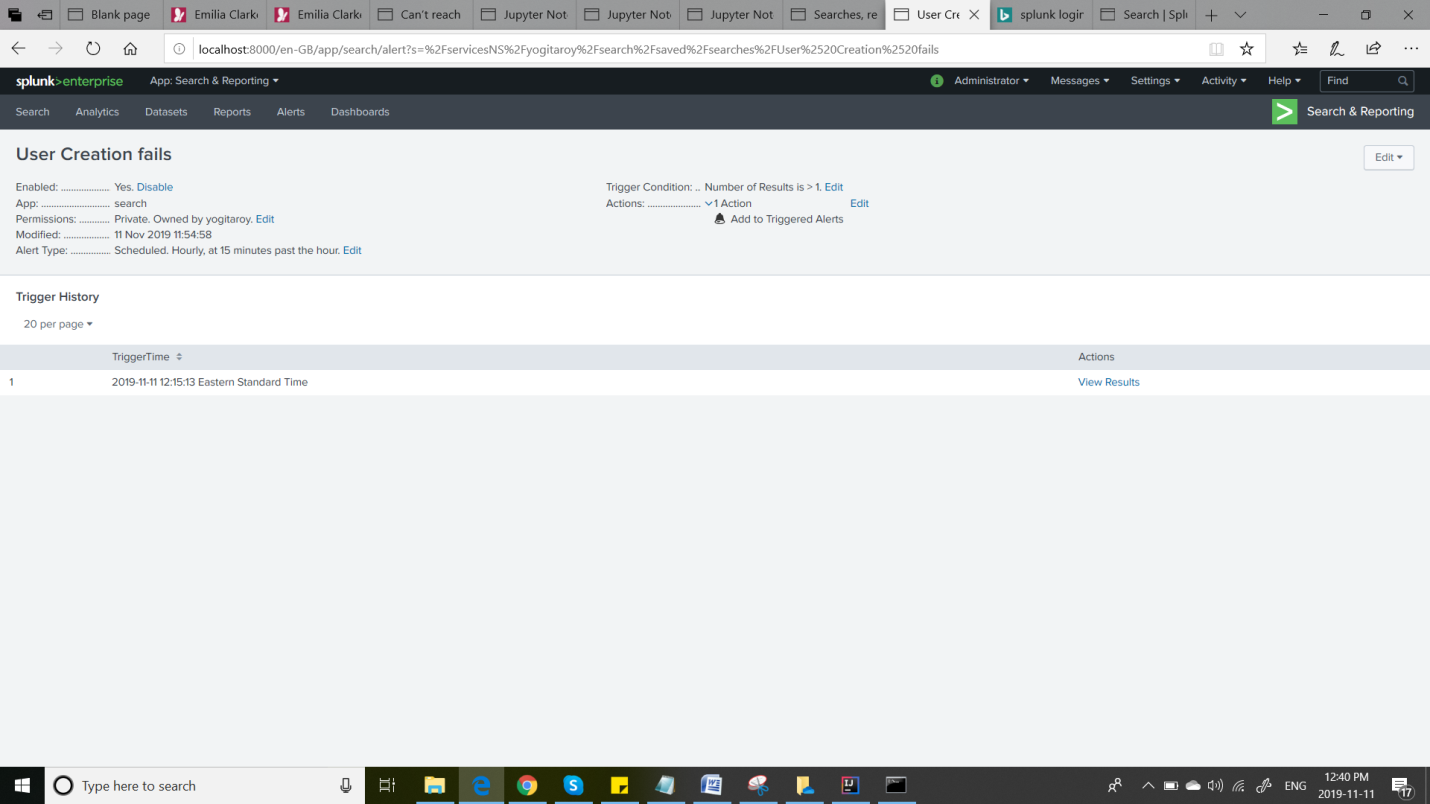 Blank page
Emilia Clarke
Emilia Clarke
Can't reach
Jupyter Not
Jupyter Not
Jupyter Not
Searches, re
User Cre
splunk login
Search | Spl
localhost:8000/en-GB/app/search/alert?s=%2FservicesNS%2Fyogitaroy%2Fsearch%2Fsaved%2Fsearches%2FUser%2520Creation%2520fails
splunk>enterprise App: Search & Reporting i Administrator Messages Settings Activity Help Find
Search Analytics Datasets Reports Alerts Dashboards > Search & Reporting
User Creation fails
Edit
Enabled: .................. Yes. Disable
App: .......................... search
Permissions: ............ Private. Owned by yogitaroy. Edit
Modified: ................. 11 Nov 2019 11:54:58
Alert Type: ............... Scheduled. Hourly, at 15 minutes past the hour. Edit
Trigger Condition: .. Number of Results is > 1. Edit
Actions: .................... 1 Action Edit
Add to Triggered Alerts
Trigger History
20 per page
TriggerTime Actions
1 2019-11-11 12:15:13 Eastern Standard Time View Results
Type here to search
ENG
12:40 PM
2019-11-11
17